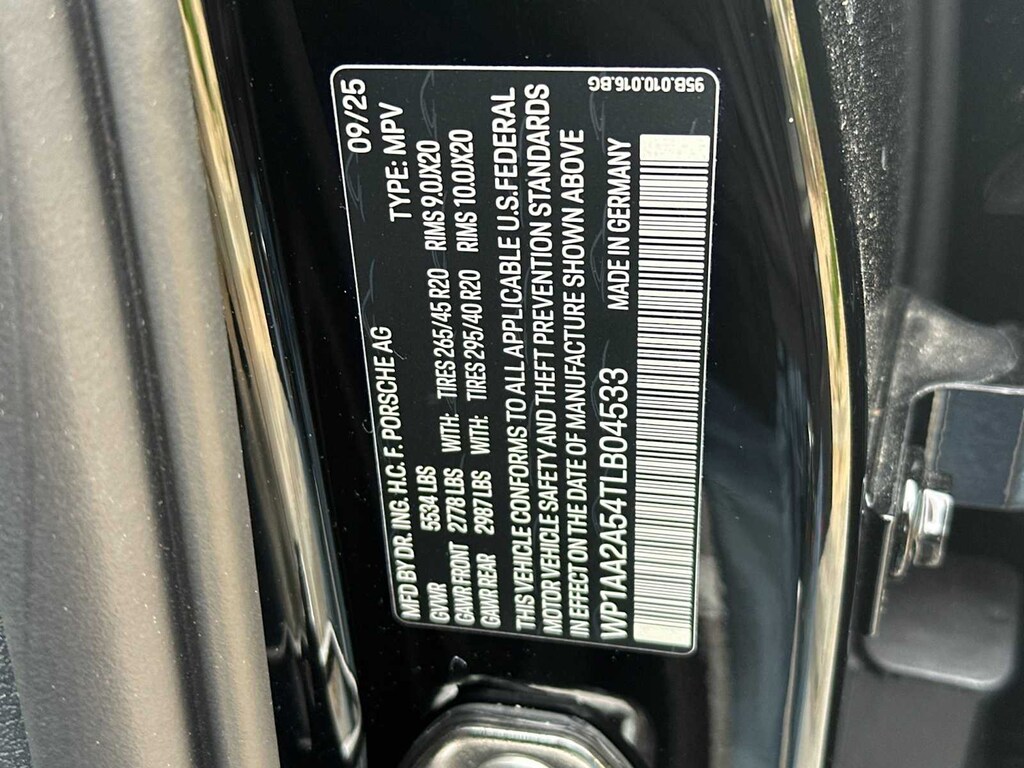 MFD BY DR. ING. H.C. F. PORSCHE AG 09/25
GVWR 5534 LBS TYPE: MPV
GAWR FRONT 2778 LBS WITH: TIRES 265/45 R20 RIMS 9.0JX20
GAWR REAR 2987 LBS WITH: TIRES 295/40 R20 RIMS 10.0JX20
THIS VEHICLE CONFORMS TO ALL APPLICABLE U.S.FEDERAL
MOTOR VEHICLE SAFETY AND THEFT PREVENTION STANDARDS
IN EFFECT ON THE DATE OF MANUFACTURE SHOWN ABOVE
WP1AA2A54TLB04533 MADE IN GERMANY
95B.010.016.BG